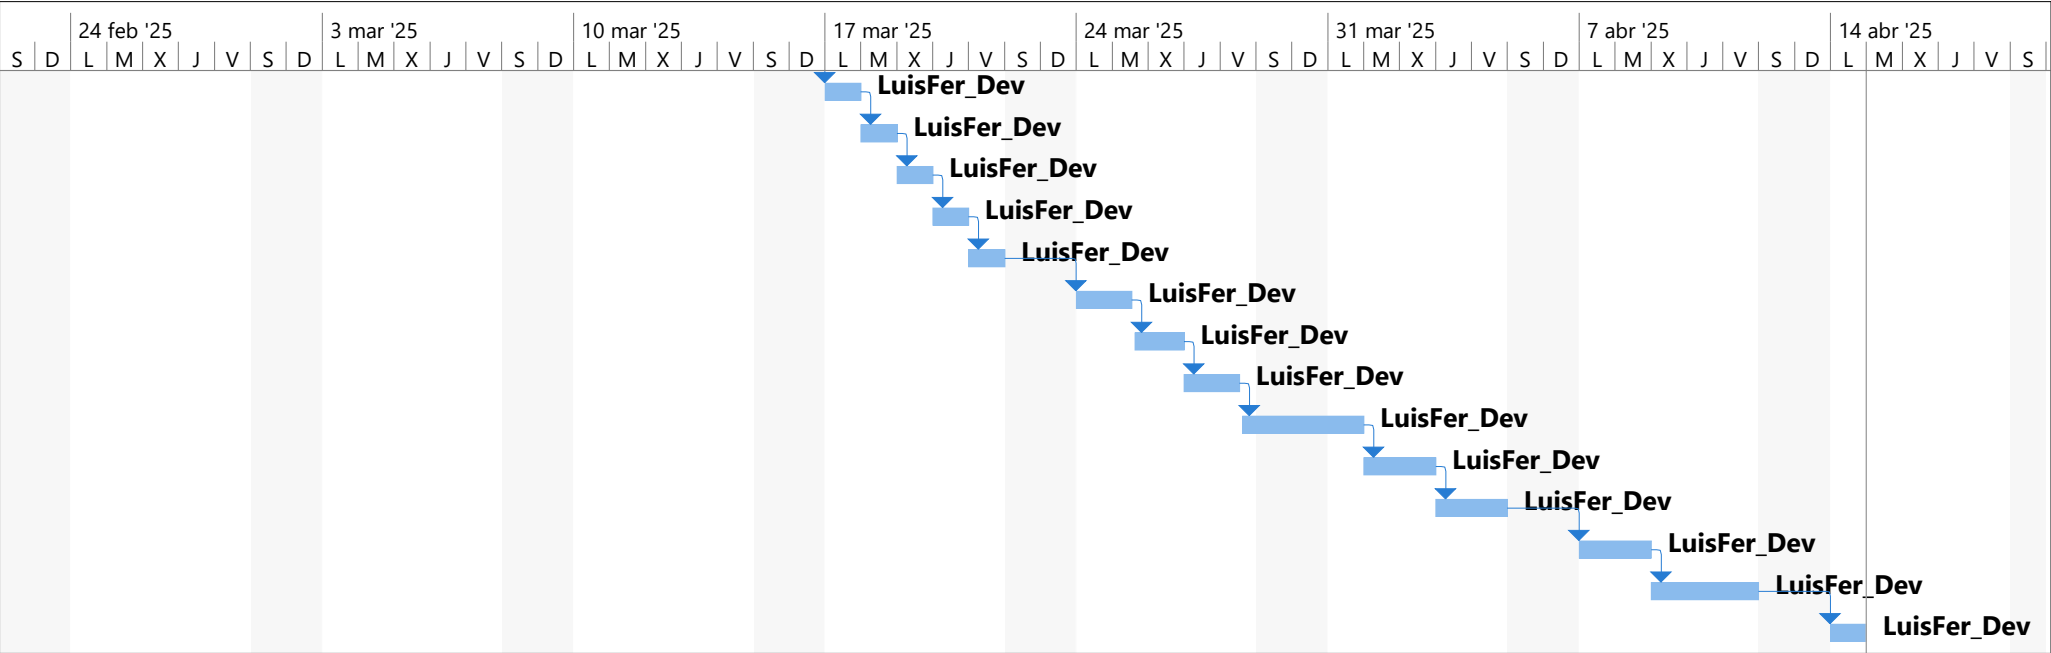 24 feb '25 3 mar '25 10 mar '25 17 mar '25 24 mar '25 31 mar '25 7 abr '25 14 abr '25
S D L M X J V S D L M X J V S D L M X J V S D L M X J V S D L M X J V S D L M X J V S D L M X J V S D L M X J V S
LuisFer_Dev
LuisFer_Dev
LuisFer_Dev
LuisFer_Dev
LuisFer_Dev
LuisFer_Dev
LuisFer_Dev
LuisFer_Dev
LuisFer_Dev
LuisFer_Dev
LuisFer_Dev
LuisFer_Dev
LuisFer_Dev
LuisFer_Dev